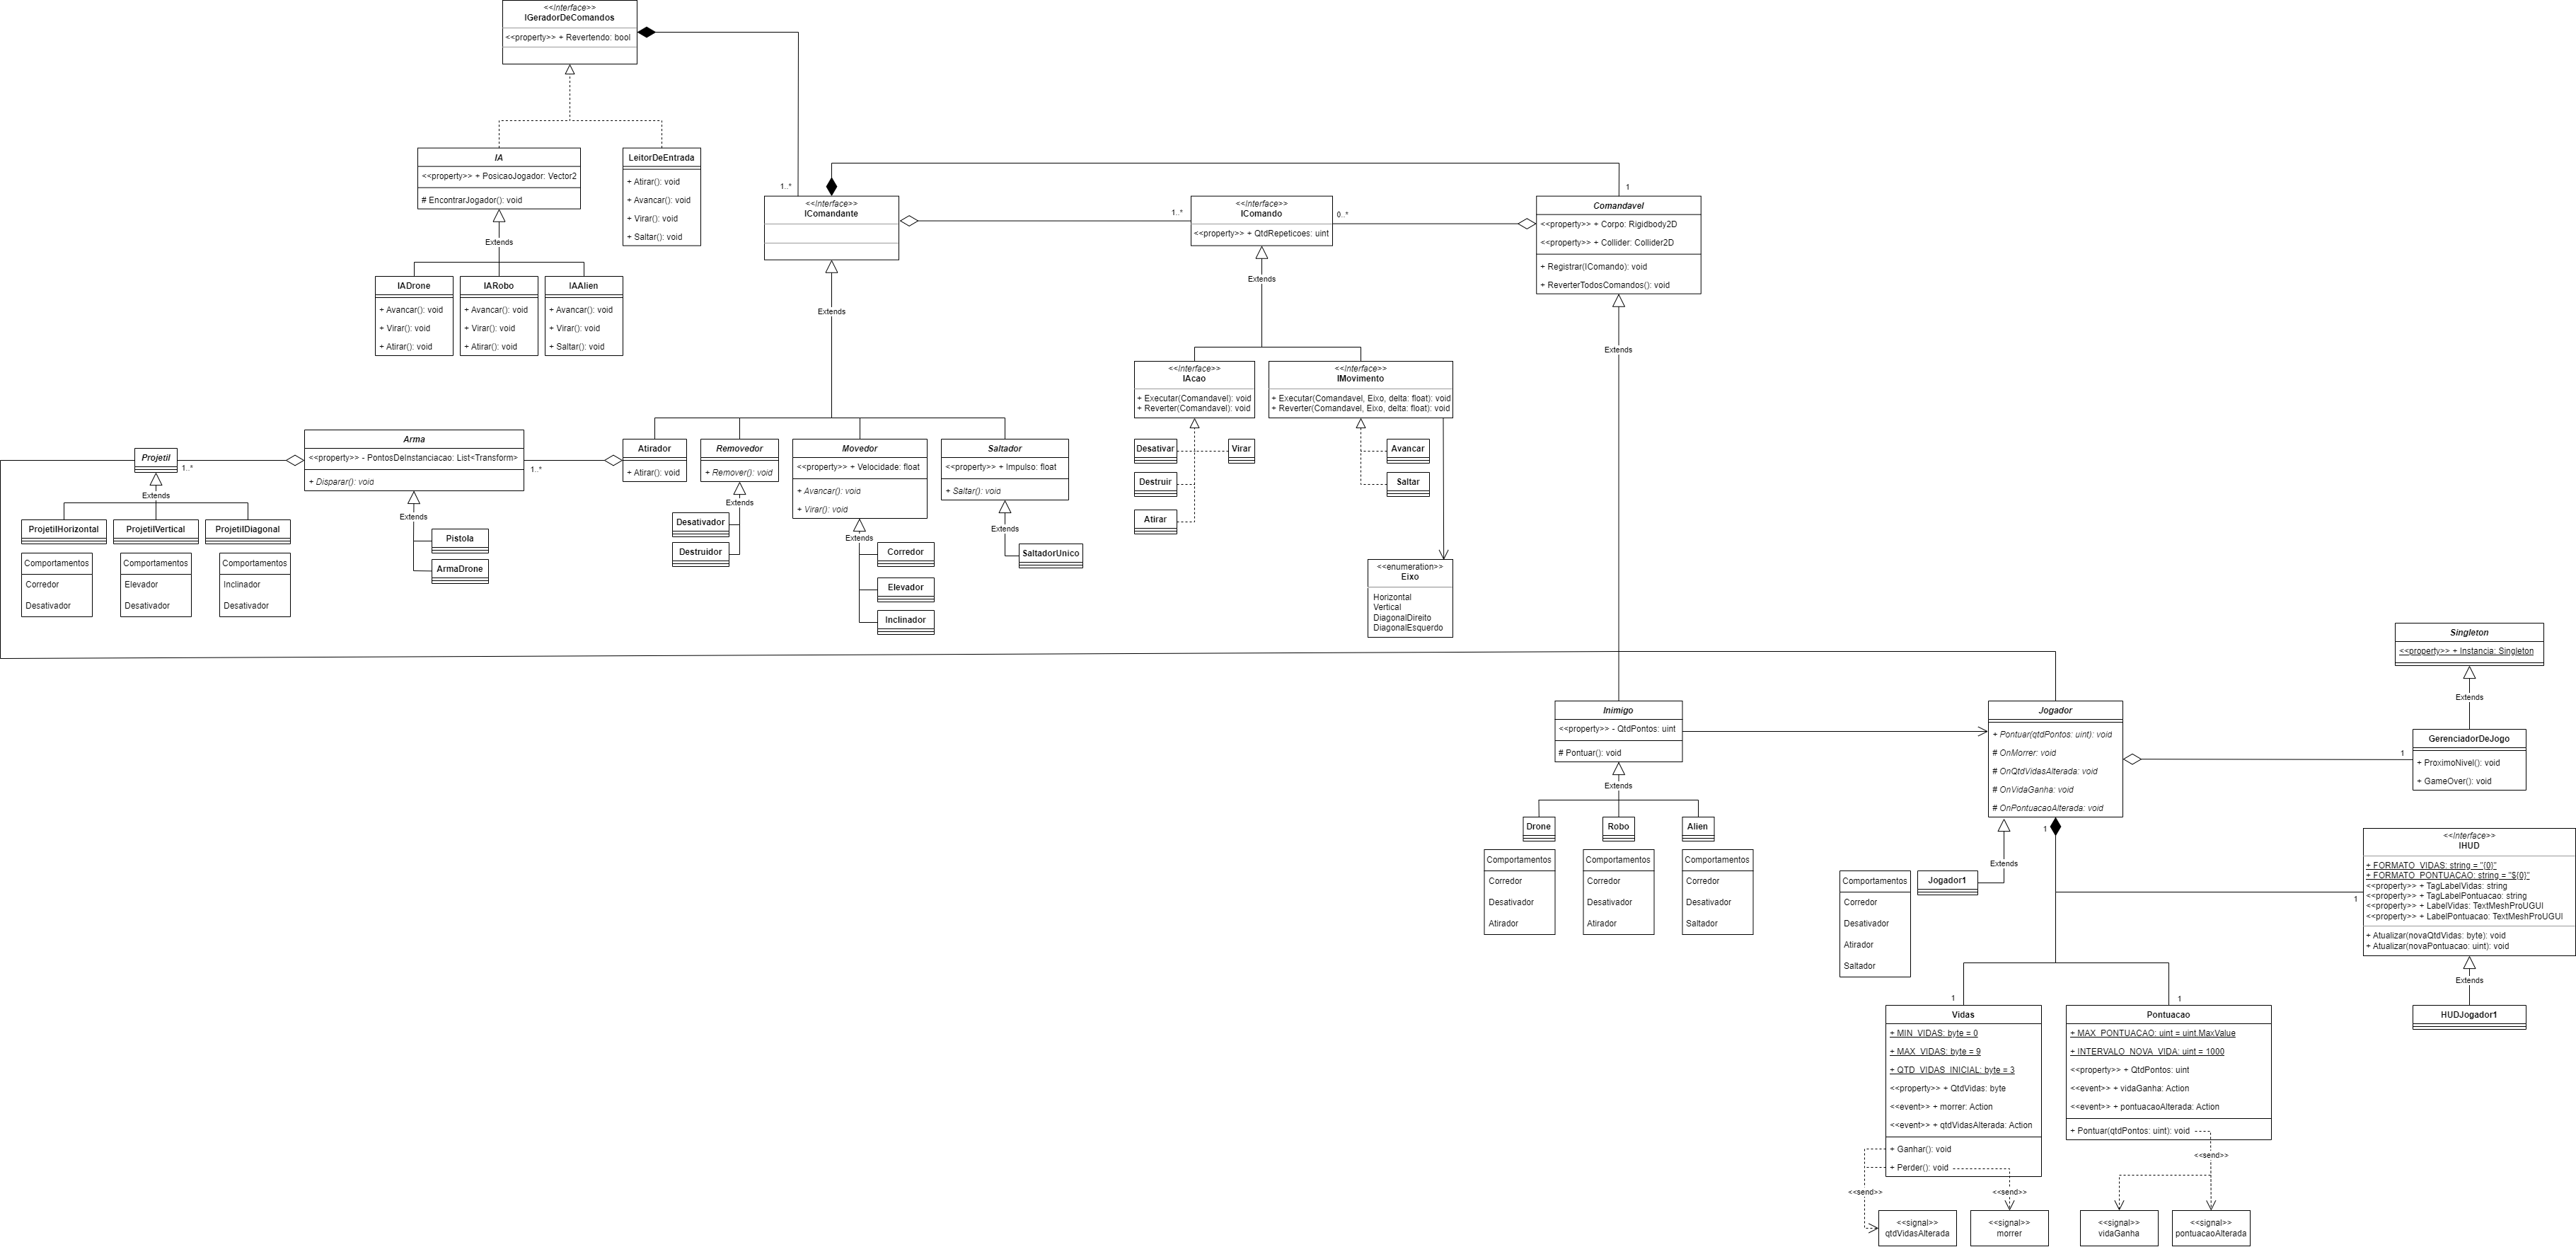 <<Interface>>
IGeradorDeComandos
<<property>> + Revertendo: bool
IA
<<property>> + PosicaoJogador: Vector2
# EncontrarJogador(): void
LeitorDeEntrada
+ Atirar(): void
+ Avancar(): void
+ Virar(): void
+ Saltar(): void
Extends
IADrone
+ Avancar(): void
+ Virar(): void
+ Atirar(): void
IARobo
+ Avancar(): void
+ Virar(): void
+ Atirar(): void
IAAlien
+ Avancar(): void
+ Virar(): void
+ Saltar(): void
1..*
<<Interface>>
IComandante
1..*
<<Interface>>
IComando
<<property>> + QtdRepeticoes: uint
0..*
1
Comandavel
<<property>> + Corpo: Rigidbody2D
<<property>> + Collider: Collider2D
+ Registrar(IComando): void
+ ReverterTodosComandos(): void
Extends
Extends
Extends
<<Interface>>
IAcao
+ Executar(Comandavel): void
+ Reverter(Comandavel): void
<<Interface>>
IMovimento
+ Executar(Comandavel, Eixo, delta: float): void
+ Reverter(Comandavel, Eixo, delta: float): void
Desativar
Virar
Destruir
Atirar
Avancar
Saltar
<<enumeration>>
Eixo
Horizontal
Vertical
DiagonalDireito
DiagonalEsquerdo
Projetil
1..*
Extends
ProjetilHorizontal
ProjetilVertical
ProjetilDiagonal
Comportamentos
Corredor
Desativador
Comportamentos
Elevador
Desativador
Comportamentos
Inclinador
Desativador
Arma
<<property>> - PontosDeInstanciacao: List<Transform>
+ Disparar(): void
1..*
Extends
Pistola
ArmaDrone
Atirador
+ Atirar(): void
Removedor
+ Remover(): void
Extends
Desativador
Destruidor
Movedor
<<property>> + Velocidade: float
+ Avancar(): void
+ Virar(): void
Extends
Corredor
Elevador
Inclinador
Saltador
<<property>> + Impulso: float
+ Saltar(): void
Extends
SaltadorUnico
Inimigo
<<property>> - QtdPontos: uint
# Pontuar(): void
Extends
Drone
Robo
Alien
Comportamentos
Corredor
Desativador
Atirador
Comportamentos
Corredor
Desativador
Atirador
Comportamentos
Corredor
Desativador
Saltador
Jogador
+ Pontuar(qtdPontos: uint): void
# OnMorrer: void
# OnQtdVidasAlterada: void
# OnVidaGanha: void
# OnPontuacaoAlterada: void
1
Extends
Jogador1
Comportamentos
Corredor
Desativador
Atirador
Saltador
Singleton
<<property>> + Instancia: Singleton
Extends
1
GerenciadorDeJogo
+ ProximoNivel(): void
+ GameOver(): void
<<Interface>>
IHUD
+ FORMATO_VIDAS: string = "{0}"
+ FORMATO_PONTUACAO: string = "${0}"
<<property>> + TagLabelVidas: string
<<property>> + TagLabelPontuacao: string
<<property>> + LabelVidas: TextMeshProUGUI
<<property>> + LabelPontuacao: TextMeshProUGUI
+ Atualizar(novaQtdVidas: byte): void
+ Atualizar(novaPontuacao: uint): void
1
Extends
HUDJogador1
1
Vidas
+ MIN_VIDAS: byte = 0
+ MAX_VIDAS: byte = 9
+ QTD_VIDAS_INICIAL: byte = 3
<<property>> + QtdVidas: byte
<<event>> + morrer: Action
<<event>> + qtdVidasAlterada: Action
+ Ganhar(): void
+ Perder(): void
1
Pontuacao
+ MAX_PONTUACAO: uint = uint.MaxValue
+ INTERVALO_NOVA_VIDA: uint = 1000
<<property>> + QtdPontos: uint
<<event>> + vidaGanha: Action
<<event>> + pontuacaoAlterada: Action
+ Pontuar(qtdPontos: uint): void
<<send>>
<<send>>
<<send>>
<<signal>>
qtdVidasAlterada
<<signal>>
morrer
<<signal>>
vidaGanha
<<signal>>
pontuacaoAlterada